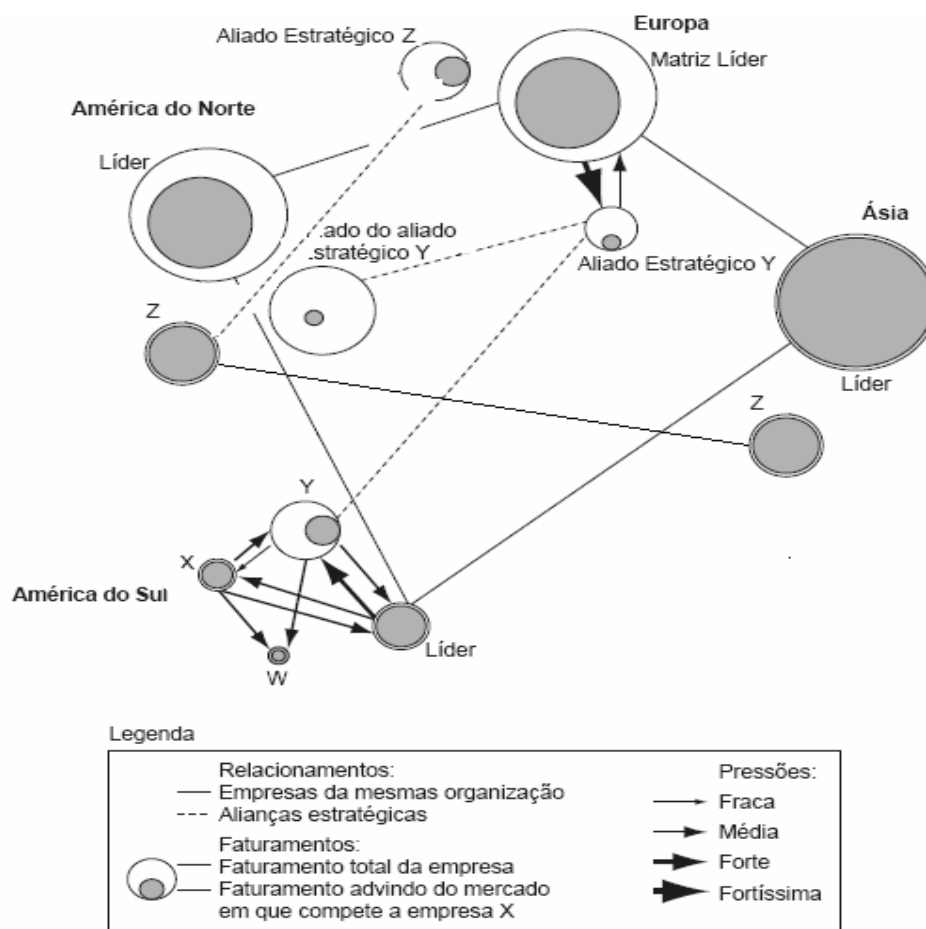 Europa
Aliado Estratégico Z
Matriz Líder
América do Norte
Líder
Ásia
lado do aliado
stratégico Y
Aliado Estratégico Y
Z
Líder
Z
Y
X
América do Sul
Líder
W
Legenda
Relacionamentos:
Empresas da mesmas organização
Alianças estratégicas
Faturamentos:
Faturamento total da empresa
Faturamento advindo do mercado
em que compete a empresa X
Pressões:
Fraca
Média
Forte
Fortíssima